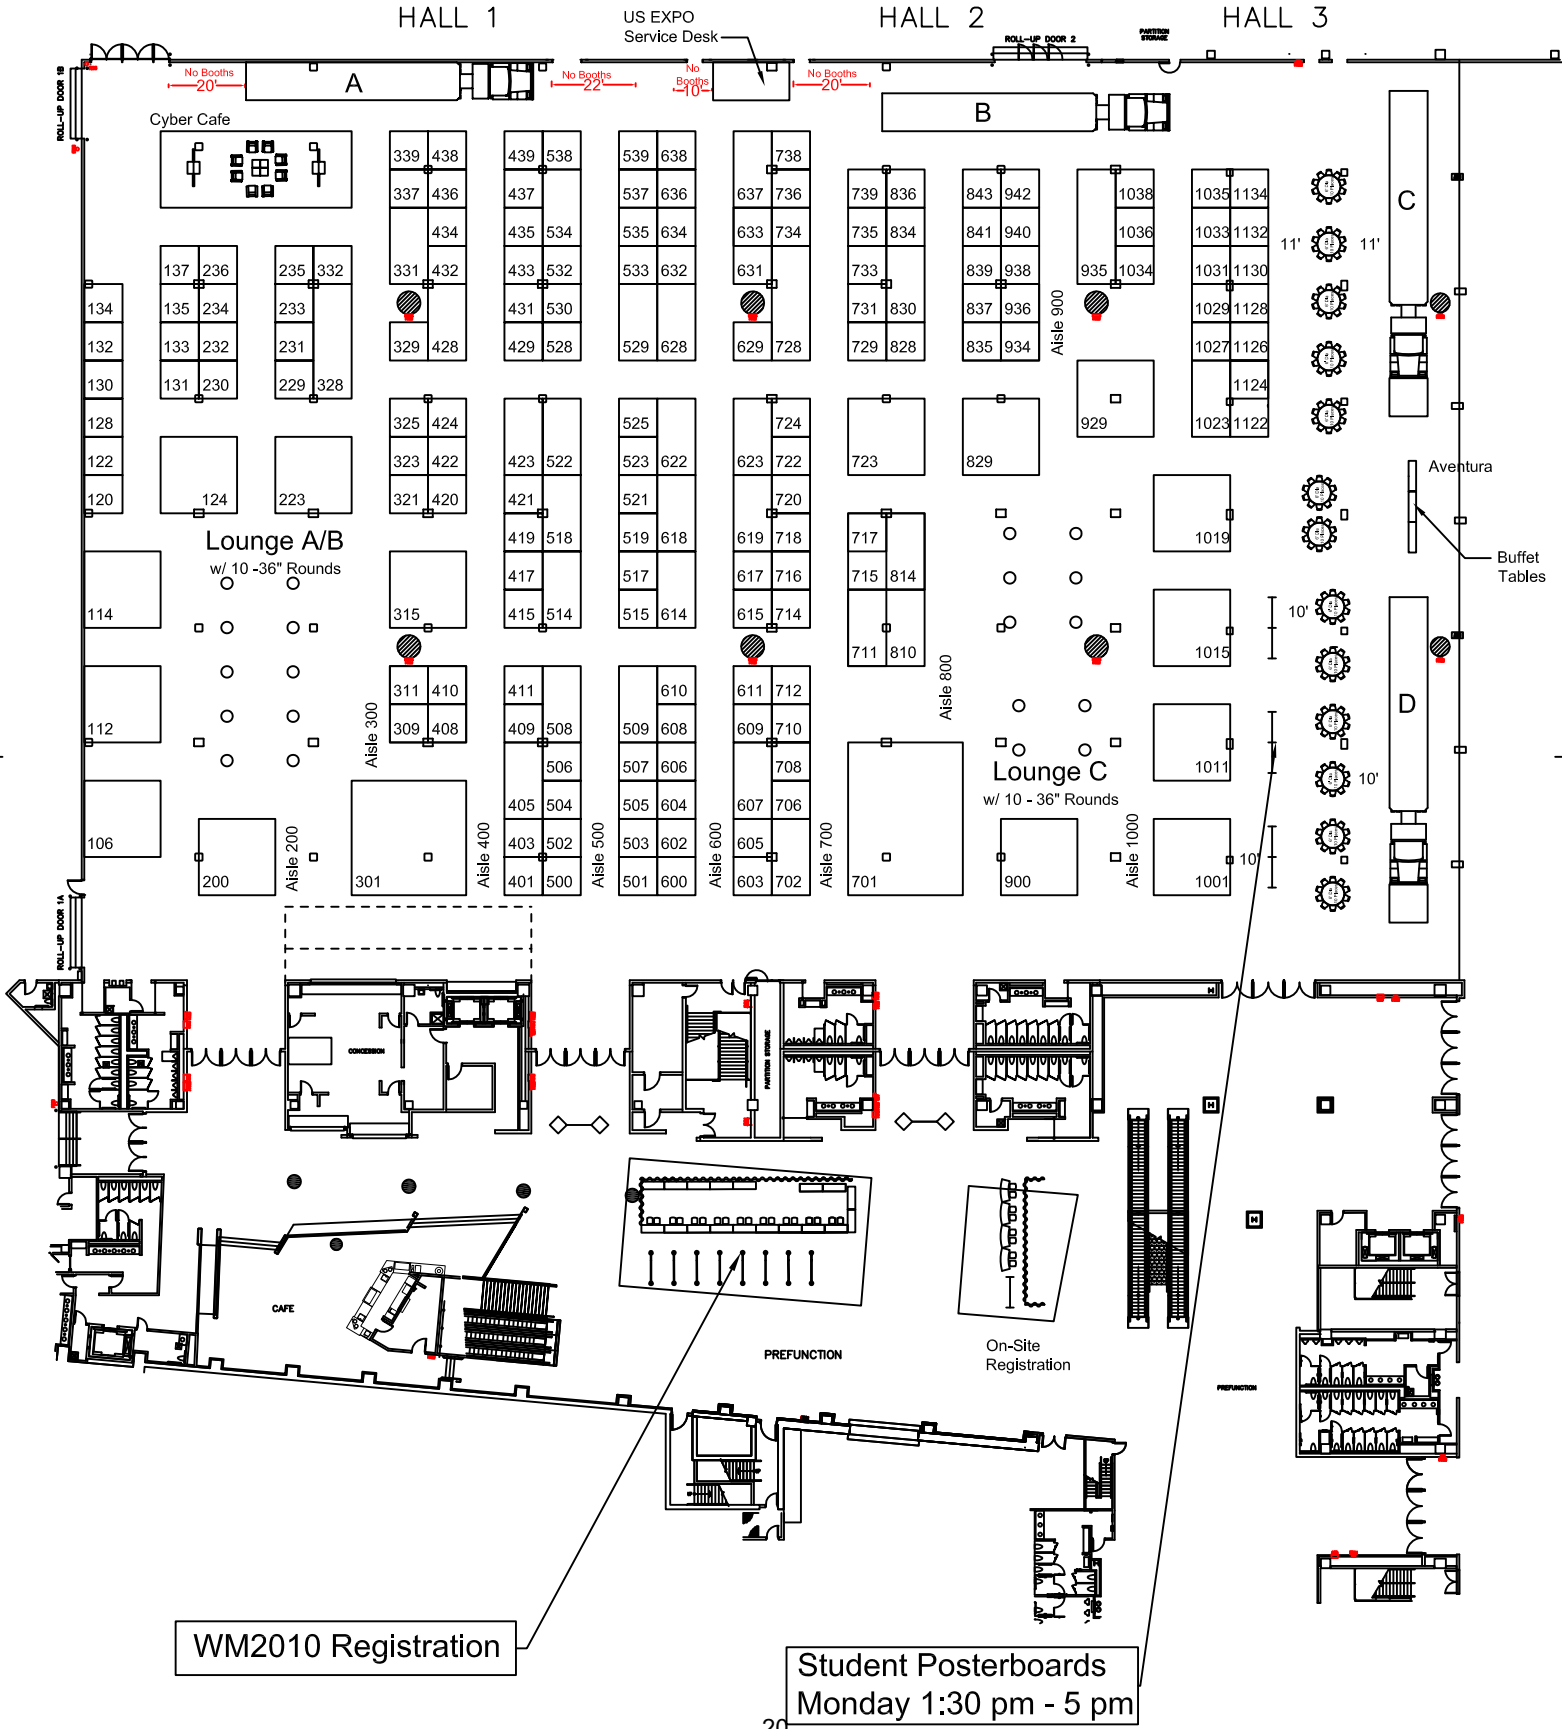 HALL 1
US EXPO
Service Desk
HALL 2
HALL 3
ROLL-UP DOOR 2
PARTITION
STORAGE
ROLL-UP DOOR 1B
No Booths
20'
A
No Booths
22'
No
Booths
10'
No Booths
20'
B
C
Cyber Cafe
339 438 439 538 539 638 738
337 436 437 537 636 637 736 739 836 843 942 1038 1035 1134
434 435 534 535 634 633 734 735 834 841 940 1036 1033 1132 11' 11'
137 236 235 332 331 432 433 532 533 632 631 733 839 938 935 1034 1031 1130
134 135 234 233 431 530 731 830 837 936 Aisle 900 1029 1128
132 133 232 231 329 428 429 528 529 628 629 728 729 828 835 934 1027 1126
130 131 230 229 328 1124
128 325 424 525 724 929 1023 1122
122 323 422 423 522 523 622 623 722 723 829 Aventura
120 124 223 321 420 421 521 720
Lounge A/B
w/ 10 -36" Rounds
419 518 519 618 619 718 717 1019
Buffet
Tables
417 517 617 716 715 814
114 315 415 514 515 614 615 714 10'
711 810 1015
311 410 411 610 611 712 Aisle 800
112 Aisle 300 309 408 409 508 509 608 609 710 D
506 507 606 708 Lounge C 1011 10'
w/ 10 - 36" Rounds
405 504 505 604 607 706
106 Aisle 200 Aisle 400 403 502 Aisle 500 503 602 Aisle 600 605 Aisle 700 Aisle 1000 10'
200 301 401 500 501 600 603 702 701 900 1001
ROLL-UP DOOR 1A
CONCESSION
PARTITION STORAGE
CAFE
PREFUNCTION
On-Site
Registration
PREFUNCTION
WM2010 Registration
Student Posterboards
Monday 1:30 pm - 5 pm
20